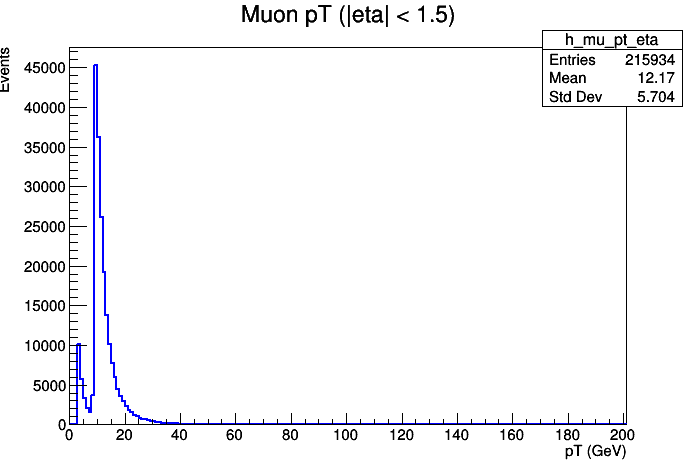 Muon pT (|eta| < 1.5)
h_mu_pt_eta
Entries 215934
Mean 12.17
Std Dev 5.704
Events
45000
40000
35000
30000
25000
20000
15000
10000
5000
0
0 20 40 60 80 100 120 140 160 180 200
pT (GeV)